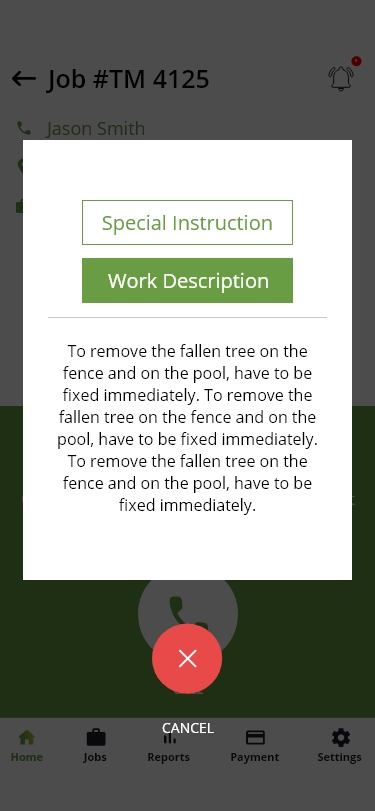 Job #TM 4125
Jason Smith
Special Instruction
Work Description
To remove the fallen tree on the
fence and on the pool, have to be
fixed immediately. To remove the
fallen tree on the fence and on the
pool, have to be fixed immediately.
To remove the fallen tree on the
fence and on the pool, have to be
fixed immediately.
CANCEL
Home
Jobs
Reports
Payment
Settings